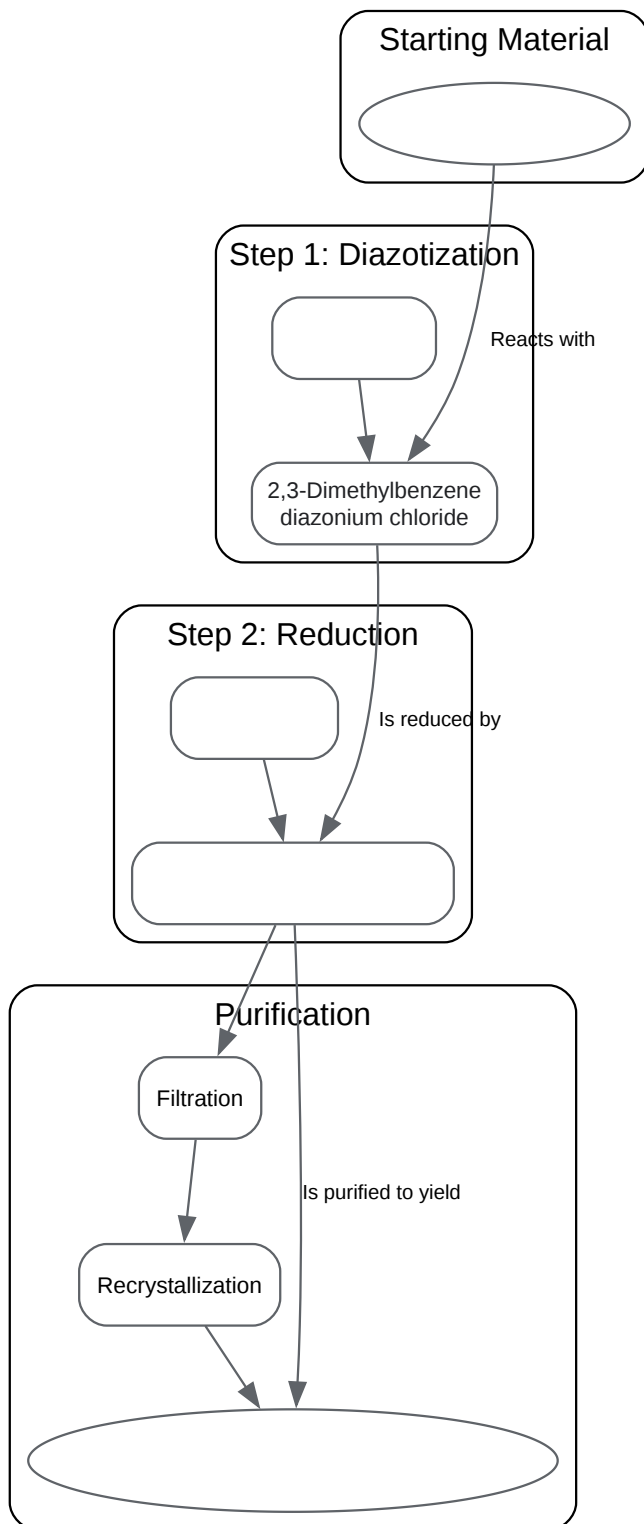 Starting Material
Step 1: Diazotization
Reacts with
2,3-Dimethylbenzene
diazonium chloride
Step 2: Reduction
Is reduced by
Purification
Filtration
Is purified to yield
Recrystallization